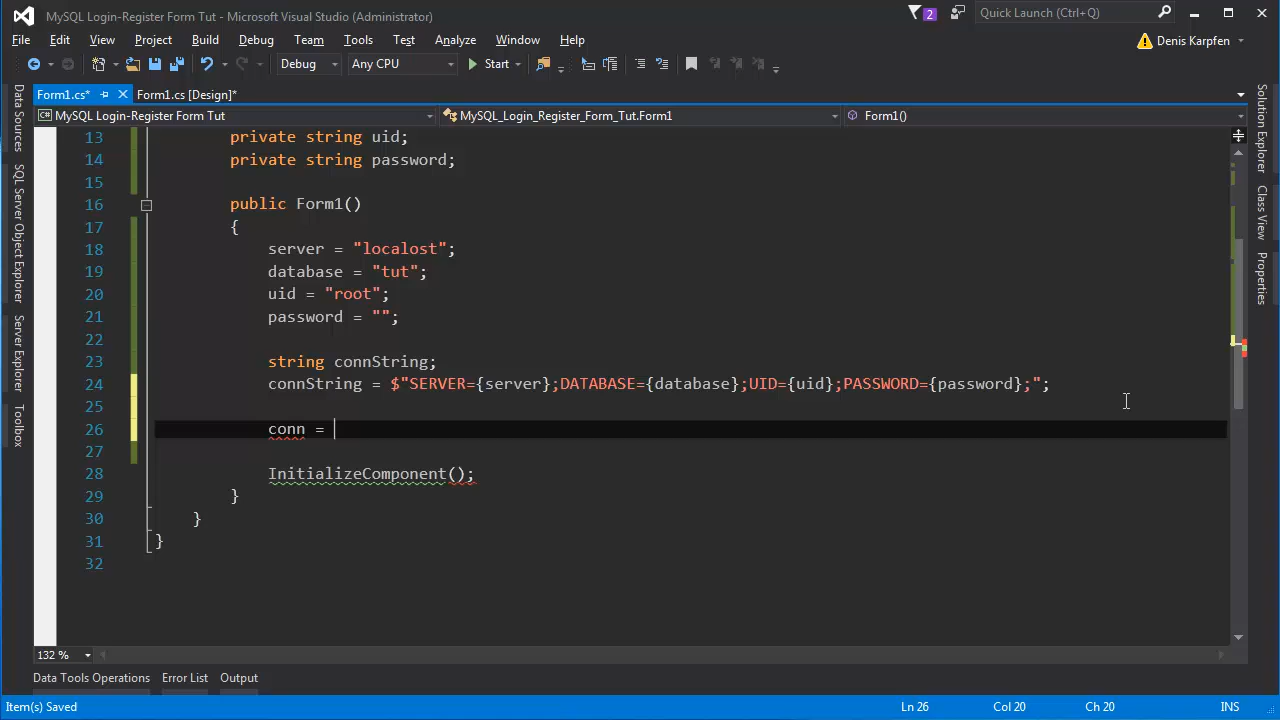 MySQL Login-Register Form Tut - Microsoft Visual Studio (Administrator)
2
Quick Launch (Ctrl+Q)
File Edit View Project Build Debug Team Tools Test Analyze Window Help
Denis Karpfen
Debug Any CPU Start
Form1.cs* Form1.cs [Design]*
C# MySQL Login-Register Form Tut MySQL_Login_Register_Form_Tut.Form1 Form1()
Data Sources
SQL Server Object Explorer
Server Explorer
Toolbox
13 private string uid;
14 private string password;
15
16 public Form1()
17 {
18 server = "localost";
19 database = "tut";
20 uid = "root";
21 password = "";
22
23 string connString;
24 connString = $"SERVER={server};DATABASE={database};UID={uid};PASSWORD={password};";
25
26 conn =
27
28 InitializeComponent();
29 }
30 }
31 }
32
Solution Explorer
Class View
Properties
132 %
Data Tools Operations Error List Output
Item(s) Saved Ln 26 Col 20 Ch 20 INS